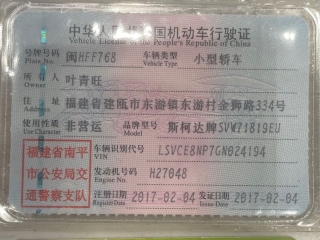 中华人民共和国机动车行驶证
Vehicle License of the People's Republic of China
号牌号码 闽HFF768 车辆类型 小型轿车
Plate No. Vehicle Type
所有人 叶青旺
Owner
住址 福建省建瓯市东游镇东游村金狮路334号
Address
使用性质 非营运 品牌型号 斯柯达牌SVW71819EU
Use Character Model
福建省南平市公安局交通警察支队
车辆识别代号 LSVCE8NP7GN024194
VIN
发动机号码 H27048
Engine No.
注册日期 2017-02-04 发证日期 2017-02-04
Register Date Issue Date